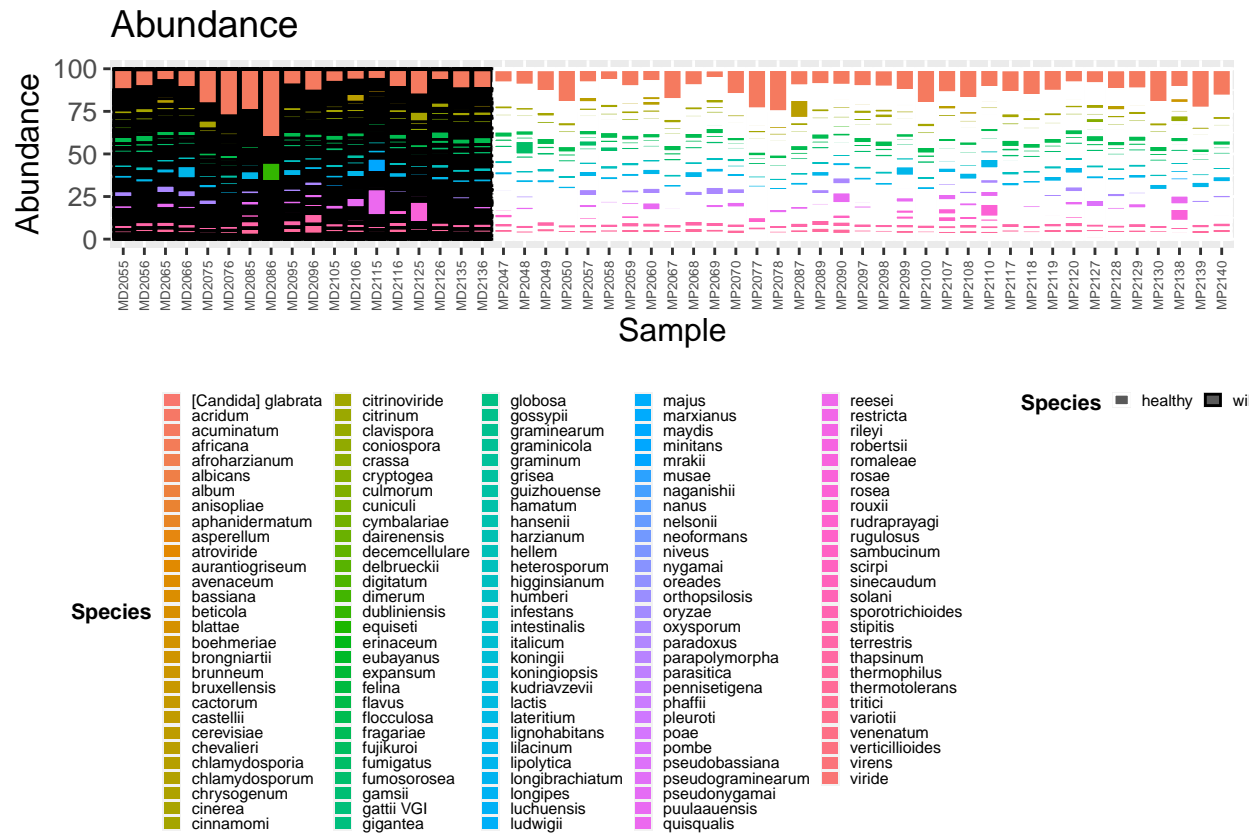 Abundance
Abundance
100
75
50
25
0
MD2055 MD2056 MD2065 MD2066 MD2075 MD2076 MD2085 MD2086 MD2095 MD2096 MD2105 MD2106 MD2115 MD2116 MD2125 MD2126 MD2135 MD2136 MP2047 MP2048 MP2049 MP2050 MP2057 MP2058 MP2059 MP2060 MP2067 MP2068 MP2069 MP2070 MP2077 MP2078 MP2087 MP2089 MP2090 MP2097 MP2098 MP2099 MP2100 MP2107 MP2108 MP2110 MP2117 MP2118 MP2119 MP2120 MP2127 MP2128 MP2129 MP2130 MP2138 MP2139 MP2140
Sample
Species
[Candida] glabrata
acridum
acuminatum
africana
afroharzianum
albicans
album
anisopliae
aphanidermatum
asperellum
atroviride
aurantiogriseum
avenaceum
bassiana
beticola
blattae
boehmeriae
brongniartii
brunneum
bruxellensis
cactorum
castellii
cerevisiae
chevalieri
chlamydosporia
chlamydosporum
chrysogenum
cinerea
cinnamomi
citrinoviride
citrinum
clavispora
coniospora
crassa
cryptogea
culmorum
cuniculi
cymbalariae
dairenensis
decemcellulare
delbrueckii
digitatum
dimerum
dubliniensis
equiseti
erinaceum
eubayanus
expansum
felina
flavus
flocculosa
fragariae
fujikuroi
fumigatus
fumosorosea
gamsii
gattii VGI
gigantea
globosa
gossypii
graminearum
graminicola
graminum
grisea
guizhouense
hamatum
hansenii
harzianum
hellem
heterosporum
higginsianum
humberi
infestans
intestinalis
italicum
koningii
koningiopsis
kudriavzevii
lactis
lateritium
lignohabitans
lilacinum
lipolytica
longibrachiatum
longipes
luchuensis
ludwigii
majus
marxianus
maydis
minitans
mrakii
musae
naganishii
nanus
nelsonii
neoformans
niveus
nygamai
oreades
orthopsilosis
oryzae
oxysporum
paradoxus
parapolymorpha
parasitica
pennisetigena
phaffii
pleuroti
poae
pombe
pseudobassiana
pseudograminearum
pseudonygamai
puulaauensis
quisqualis
reesei
restricta
rileyi
robertsii
romaleae
rosae
rosea
rouxii
rudraprayagi
rugulosus
sambucinum
scirpi
sinecaudum
solani
sporotrichioides
stipitis
terrestris
thapsinum
thermophilus
thermotolerans
tritici
variotii
venenatum
verticillioides
virens
viride
Species healthy wil